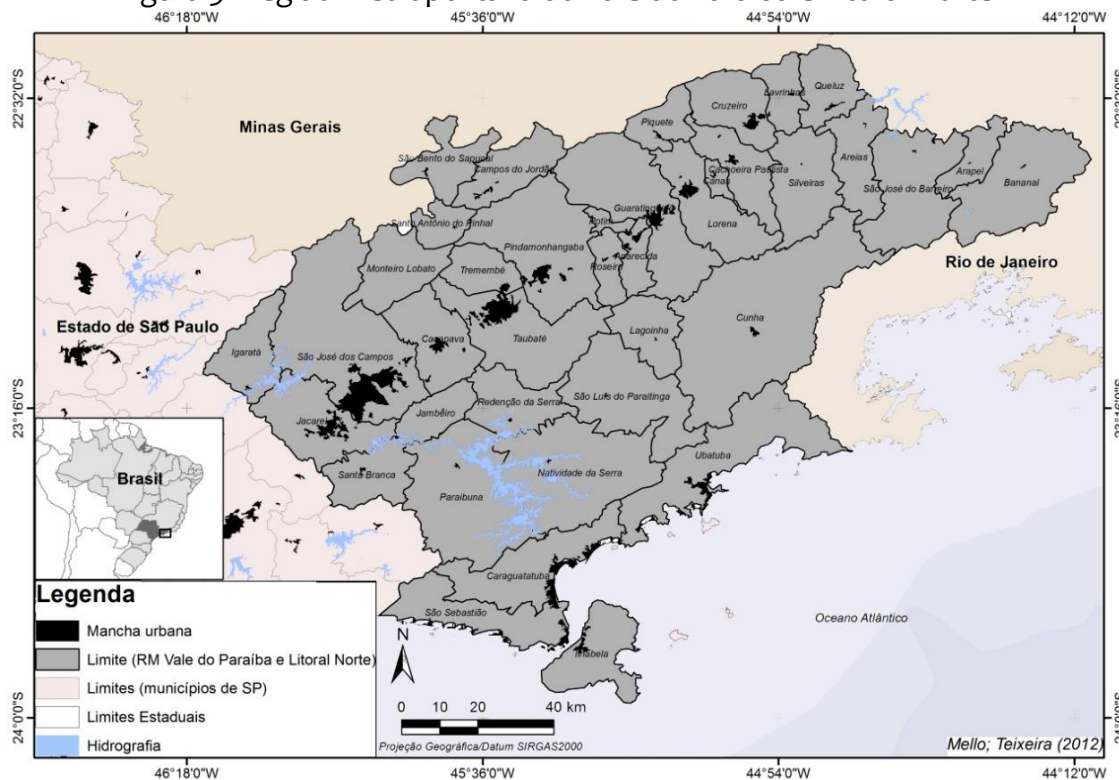 46°18'0"W 45°36'0"W 44°54'0"W 44°12'0"W
22°32'0"S
Minas Gerais
Queluz
Lavrinhas
Cruzeiro
Piquete
São Bento do Sapucaí
Campos do Jordão
Cachoeira Paulista
Canas
Areias
Silveiras
São José do Barreiro
Arapeí
Bananal
Santo Antônio do Pinhal
Guaratinguetá
Potim
Lorena
Pindamonhangaba
Aparecida
Roseira
Monteiro Lobato
Tremembé
Rio de Janeiro
Estado de São Paulo
Igaratá
São José dos Campos
Caçapava
Taubaté
Lagoinha
Cunha
23°16'0"S
Jacareí
Jambeiro
Redenção da Serra
São Luis do Paraitinga
Brasil
Santa Branca
Paraibuna
Natividade da Serra
Ubatuba
Caraguatatuba
São Sebastião
Ilhabela
Oceano Atlântico
Legenda
Mancha urbana
Limite (RM Vale do Paraíba e Litoral Norte)
Limites (municípios de SP)
Limites Estaduais
Hidrografia
N
0 10 20 40 km
Projeção Geográfica/Datum SIRGAS2000
Mello; Teixeira (2012)
24°0'0"S
46°18'0"W 45°36'0"W 44°54'0"W 44°12'0"W